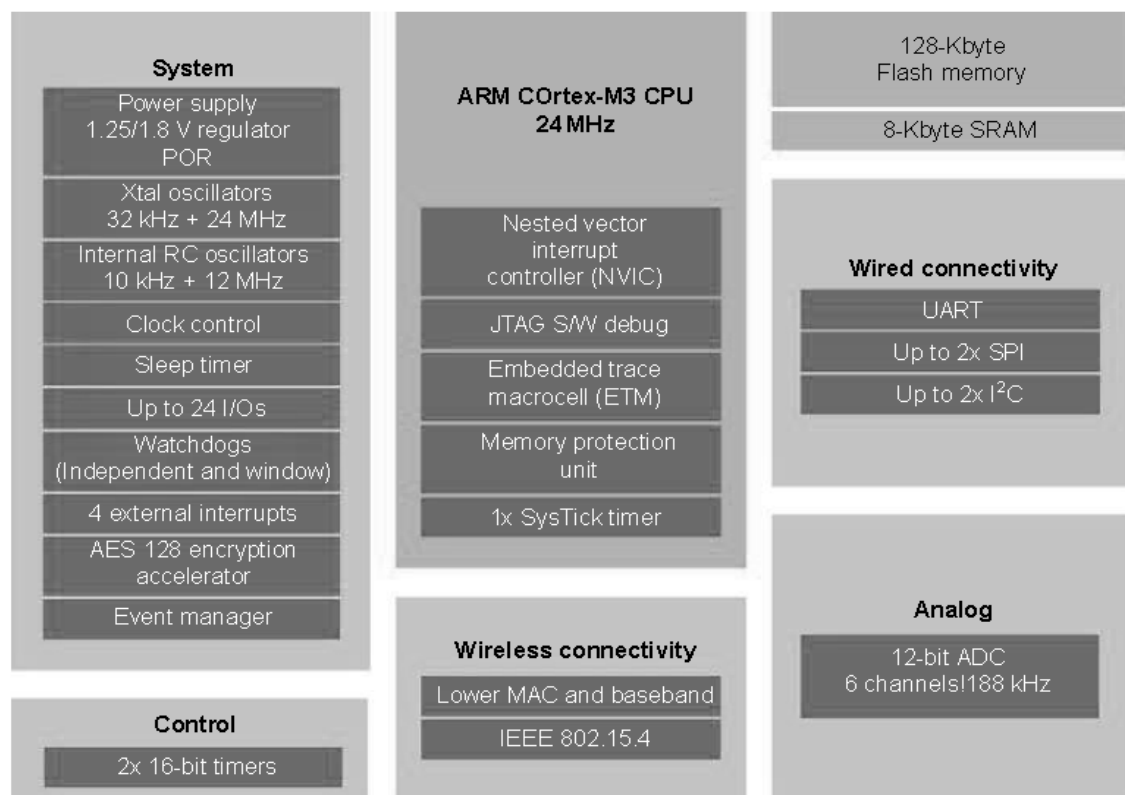 System
Power supply
1.25/1.8 V regulator
POR
Xtal oscillators
32 kHz + 24 MHz
Internal RC oscillators
10 kHz + 12 MHz
Clock control
Sleep timer
Up to 24 I/Os
Watchdogs
(Independent and window)
4 external interrupts
AES 128 encryption
accelerator
Event manager
Control
2x 16-bit timers
ARM COrtex-M3 CPU
24 MHz
Nested vector
interrupt
controller (NVIC)
JTAG S/W debug
Embedded trace
macrocell (ETM)
Memory protection
unit
1x SysTick timer
Wireless connectivity
Lower MAC and baseband
IEEE 802.15.4
128-Kbyte
Flash memory
8-Kbyte SRAM
Wired connectivity
UART
Up to 2x SPI
Up to 2x I²C
Analog
12-bit ADC
6 channels!188 kHz